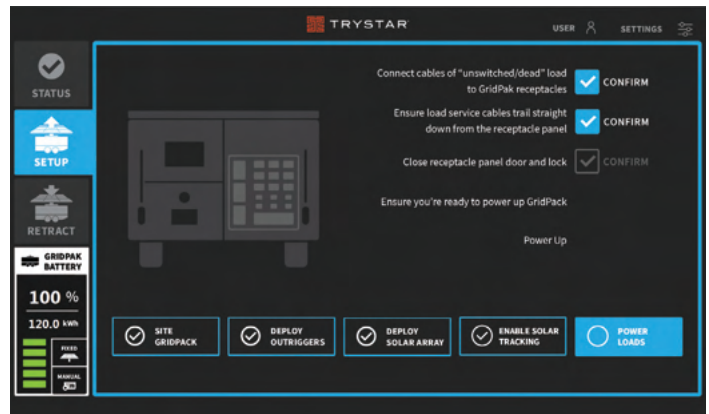 TRYSTAR
USER
SETTINGS
STATUS
SETUP
RETRACT
GRIDPAK
BATTERY
100 %
120.0 kWh
FIXED
MANUAL
Connect cables of "unswitched/dead" load
to GridPak receptacles
CONFIRM
Ensure load service cables trail straight
down from the receptacle panel
CONFIRM
Close receptacle panel door and lock
CONFIRM
Ensure you're ready to power up GridPack
Power Up
SITE
GRIDPACK
DEPLOY
OUTRIGGERS
DEPLOY
SOLAR ARRAY
ENABLE SOLAR
TRACKING
POWER
LOADS